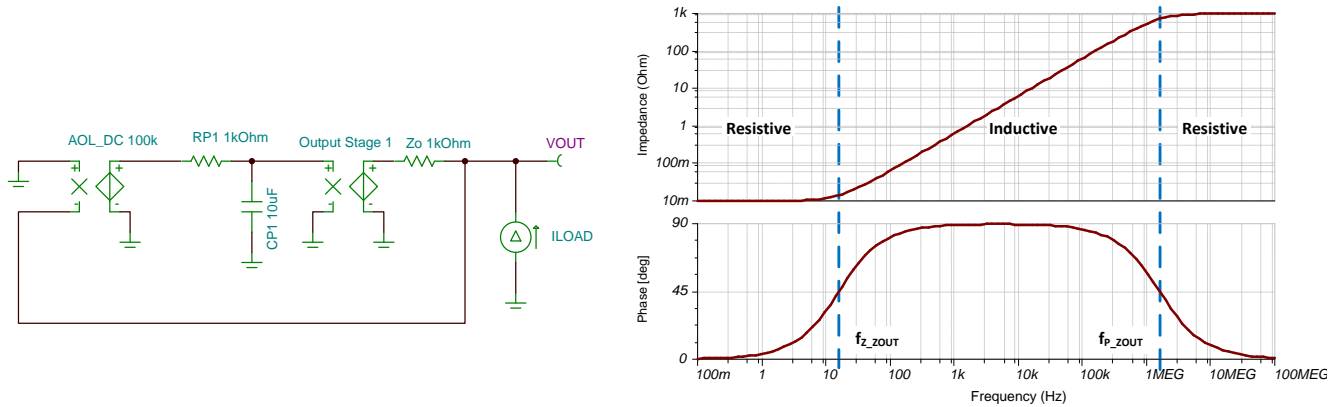 AOL_DC 100k
RP1 1kOhm
Output Stage 1
Zo 1kOhm
VOUT
+
-
+
-
+
-
+
-
CP1 10uF
ILOAD
Impedance (Ohm)
1k
100
10
1
100m
10m
Resistive
Inductive
Resistive
Phase [deg]
90
45
0
fZ_ZOUT
fP_ZOUT
100m
1
10
100
1k
10k
100k
1MEG
10MEG
100MEG
Frequency (Hz)